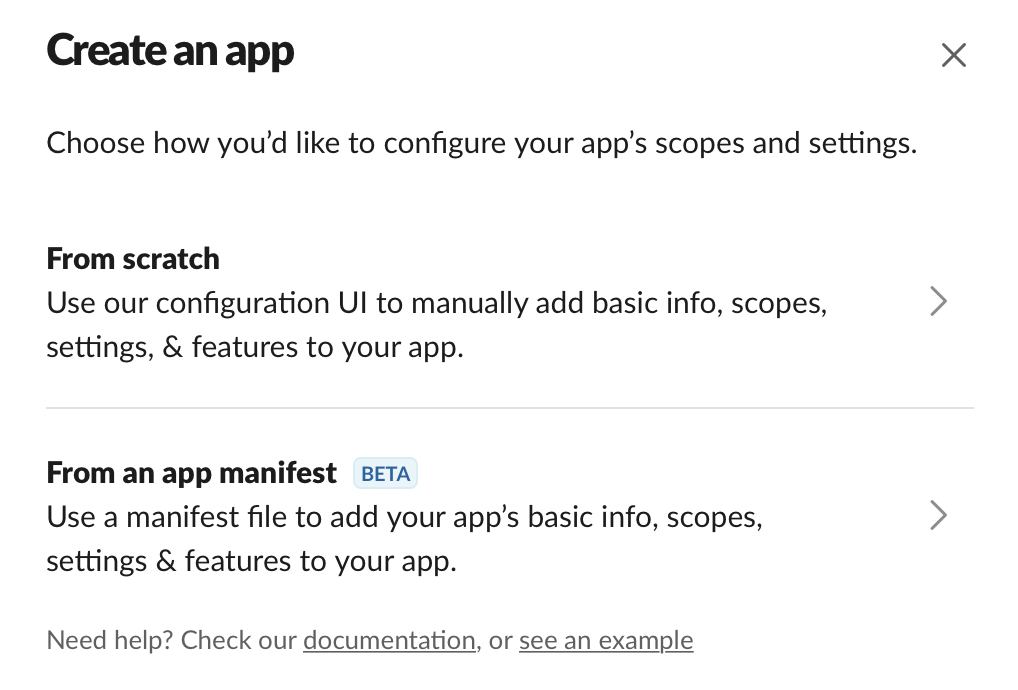 Create an app
Choose how you’d like to configure your app’s scopes and settings.
From scratch
Use our configuration UI to manually add basic info, scopes,
settings, & features to your app.
From an app manifest BETA
Use a manifest file to add your app’s basic info, scopes,
settings & features to your app.
Need help? Check our documentation, or see an example